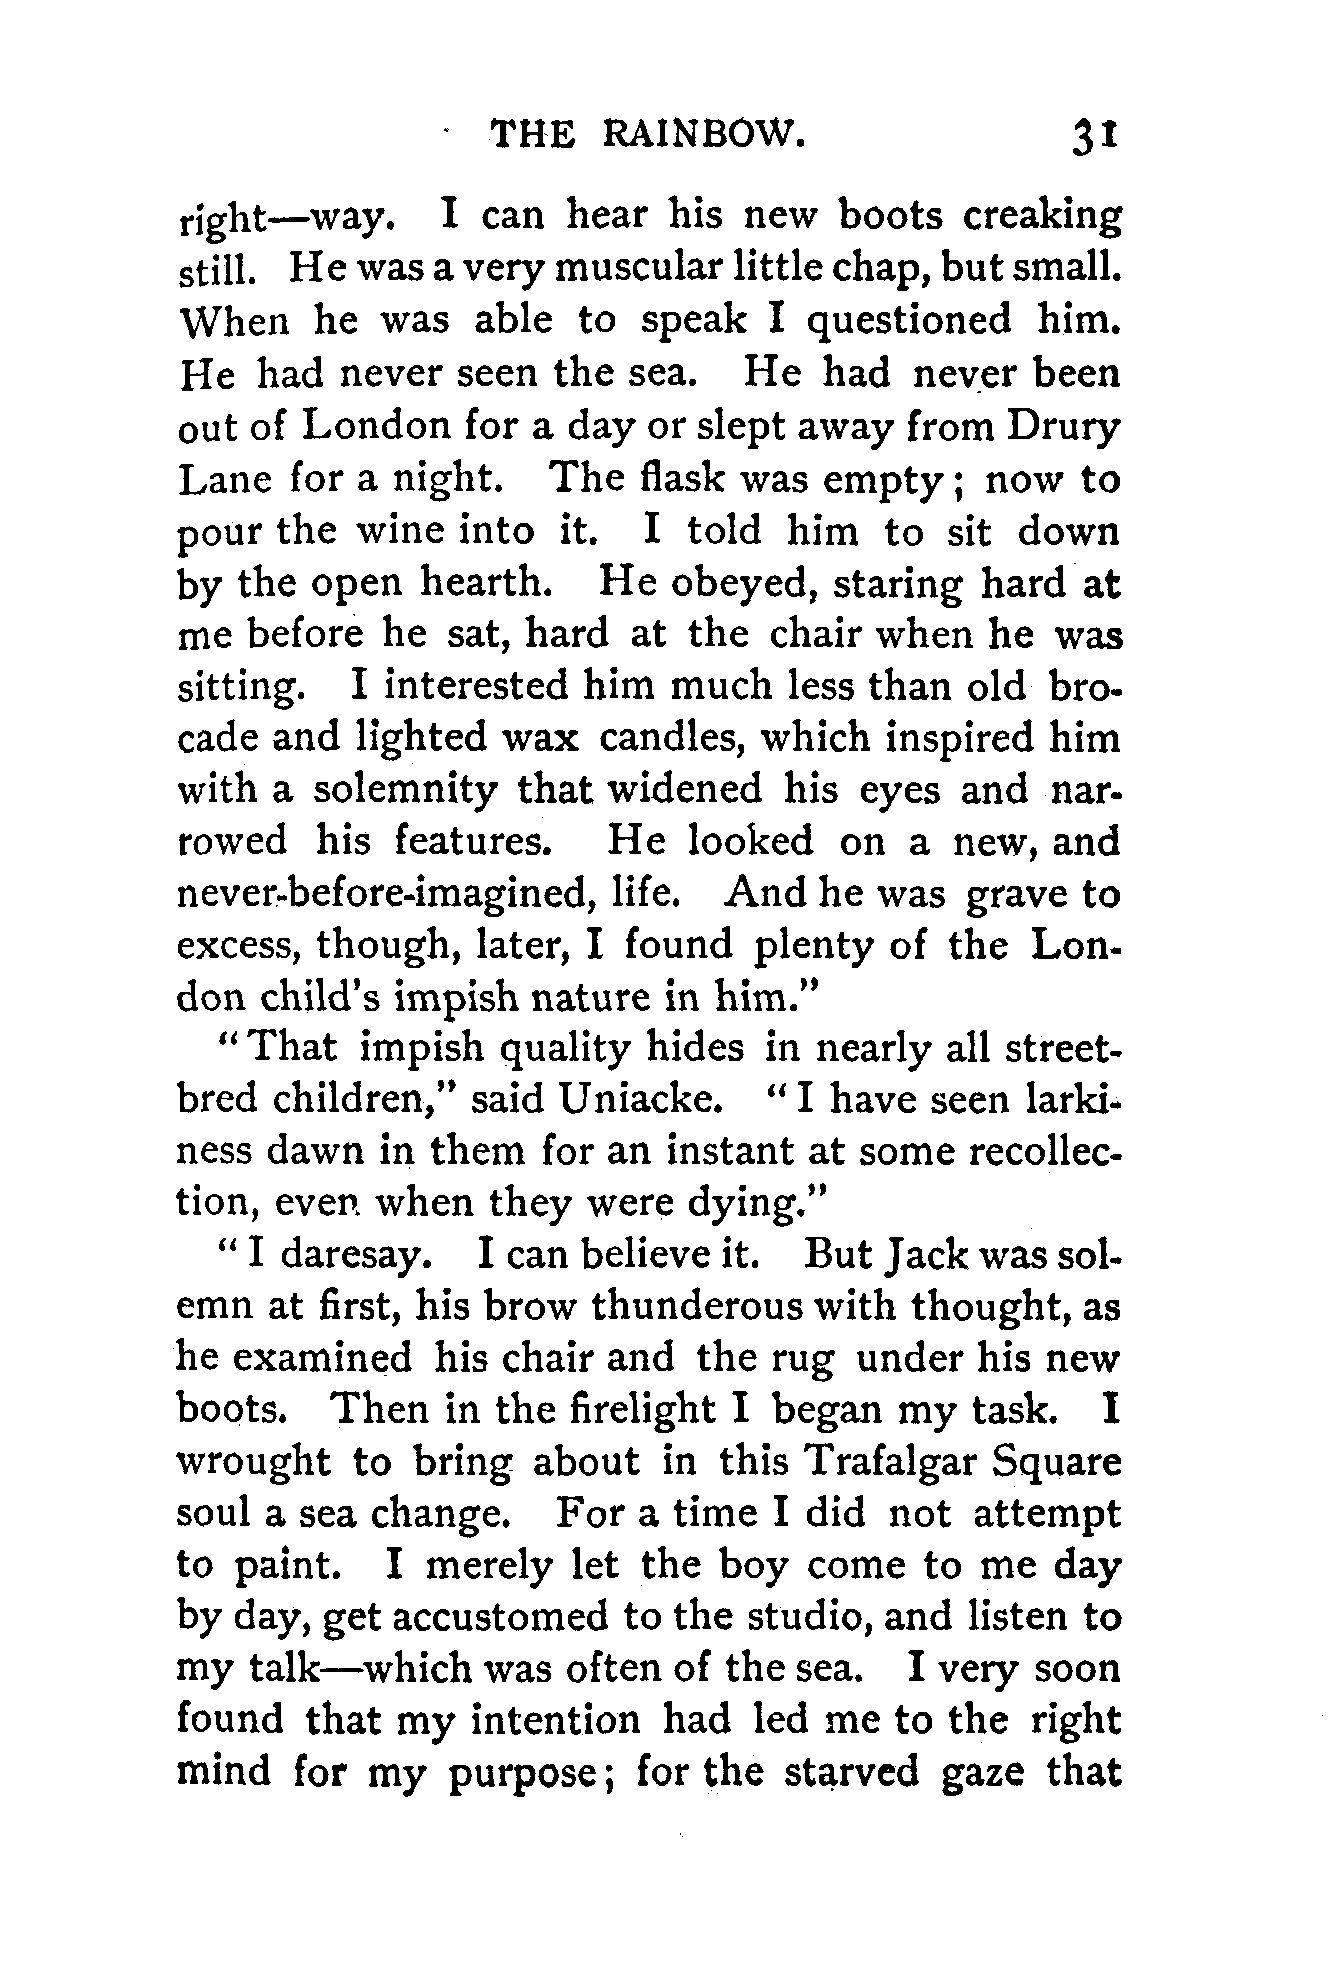 THE RAINBOW. 31
right—way. I can hear his new boots creaking
still. He was a very muscular little chap, but small.
When he was able to speak I questioned him.
He had never seen the sea. He had never been
out of London for a day or slept away from Drury
Lane for a night. The flask was empty; now to
pour the wine into it. I told him to sit down
by the open hearth. He obeyed, staring hard at
me before he sat, hard at the chair when he was
sitting. I interested him much less than old bro-
cade and lighted wax candles, which inspired him
with a solemnity that widened his eyes and nar-
rowed his features. He looked on a new, and
never-before-imagined, life. And he was grave to
excess, though, later, I found plenty of the Lon-
don child's impish nature in him."
"That impish quality hides in nearly all street-
bred children," said Uniacke. "I have seen larki-
ness dawn in them for an instant at some recollec-
tion, even when they were dying."
"I daresay. I can believe it. But Jack was sol-
emn at first, his brow thunderous with thought, as
he examined his chair and the rug under his new
boots. Then in the firelight I began my task. I
wrought to bring about in this Trafalgar Square
soul a sea change. For a time I did not attempt
to paint. I merely let the boy come to me day
by day, get accustomed to the studio, and listen to
my talk—which was often of the sea. I very soon
found that my intention had led me to the right
mind for my purpose; for the starved gaze that